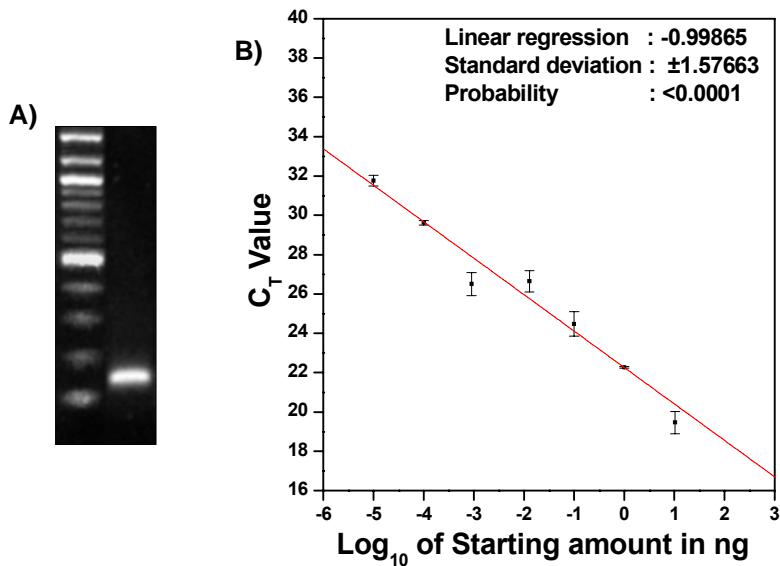 A)
B)
Linear regression : -0.99865
Standard deviation : ±1.57663
Probability : <0.0001
40
38
36
34
32
30
28
26
24
22
20
18
16
C_T Value
-6 -5 -4 -3 -2 -1 0 1 2 3
Log₁₀ of Starting amount in ng